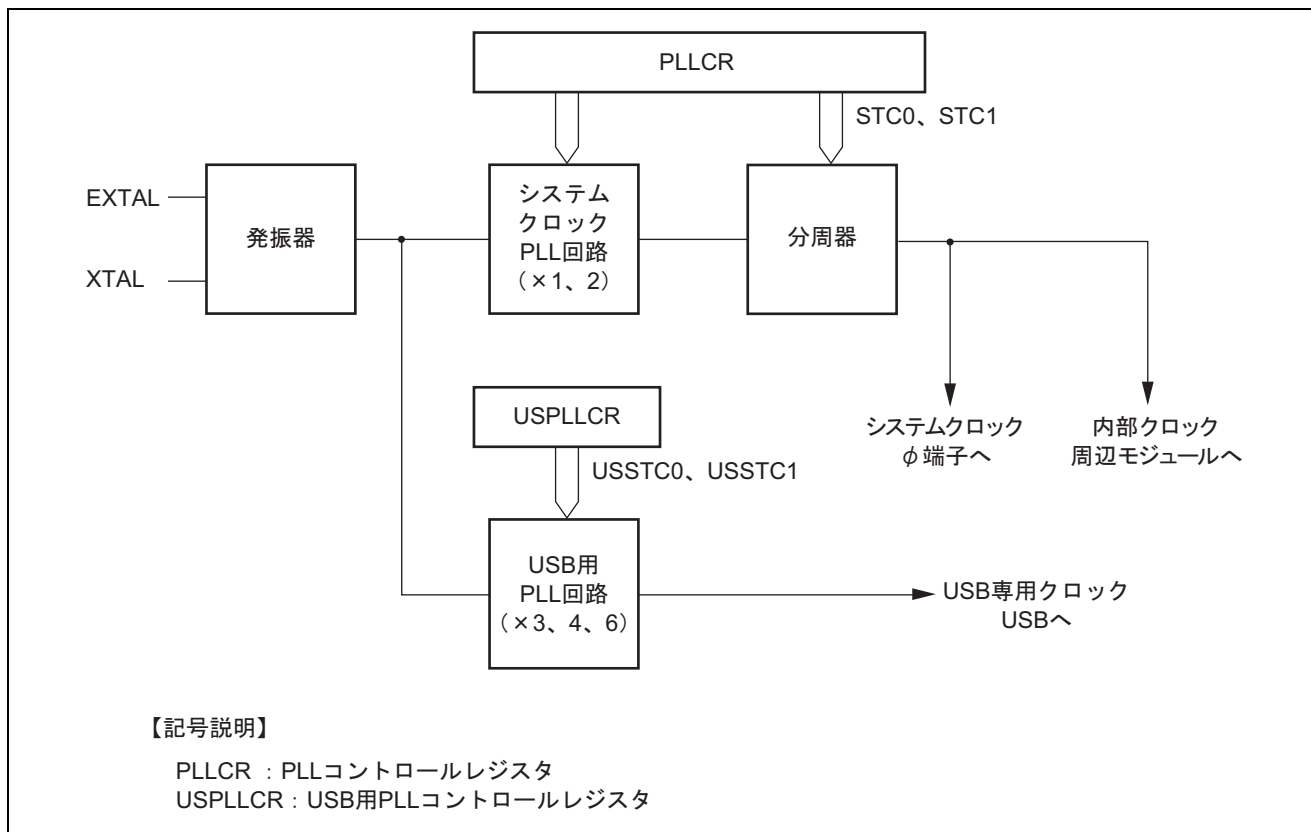 PLLCR
STC0、STC1
EXTAL
XTAL
発振器
システム
クロック
PLL回路
（×1、2）
分周器
システムクロック
φ端子へ
内部クロック
周辺モジュールへ
USPLLCR
USSTC0、USSTC1
USB用
PLL回路
（×3、4、6）
USB専用クロック
USBへ
【記号説明】
PLLCR ：PLLコントロールレジスタ
USPLLCR：USB用PLLコントロールレジスタ